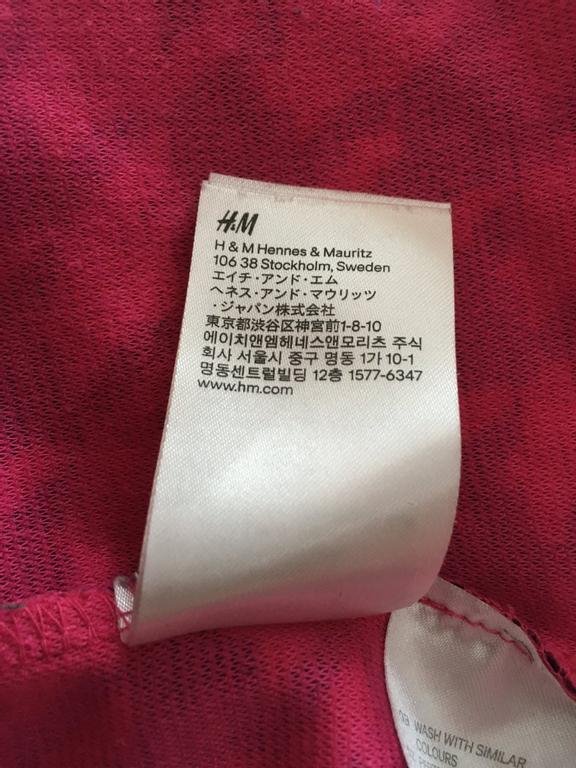 H&M
H & M Hennes & Mauritz
106 38 Stockholm, Sweden
エイチ・アンド・エム
ヘネス・アンド・マウリッツ
・ジャパン株式会社
東京都渋谷区神宮前1-8-10
에이치앤엠헤네스앤모리츠 주식
회사 서울시 중구 명동 1가 10-1
명동센트럴빌딩 12층 1577-6347
www.hm.com
WASH WITH SIMILAR
COLOURS